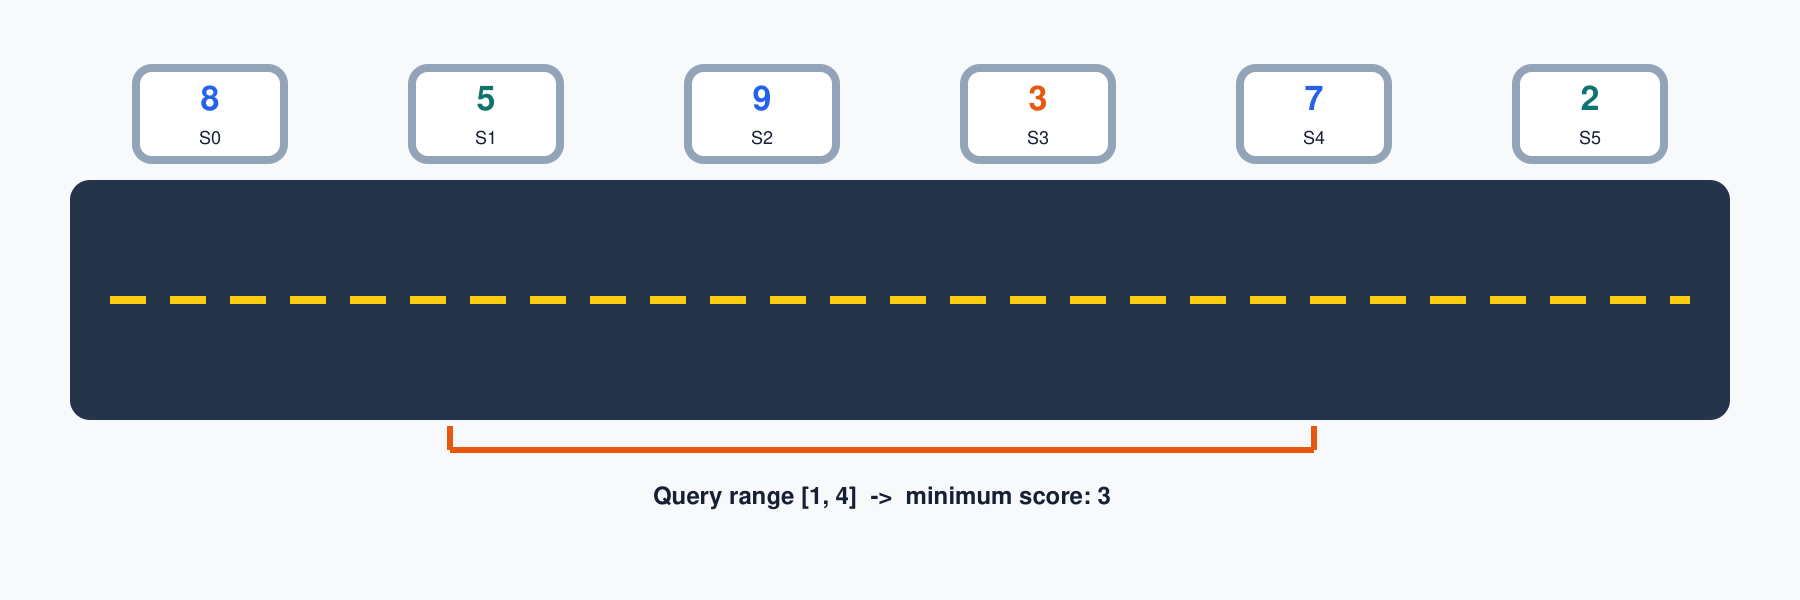 8 5 9 3 7 2
S0 S1 S2 S3 S4 S5
Query range [1, 4] -> minimum score: 3